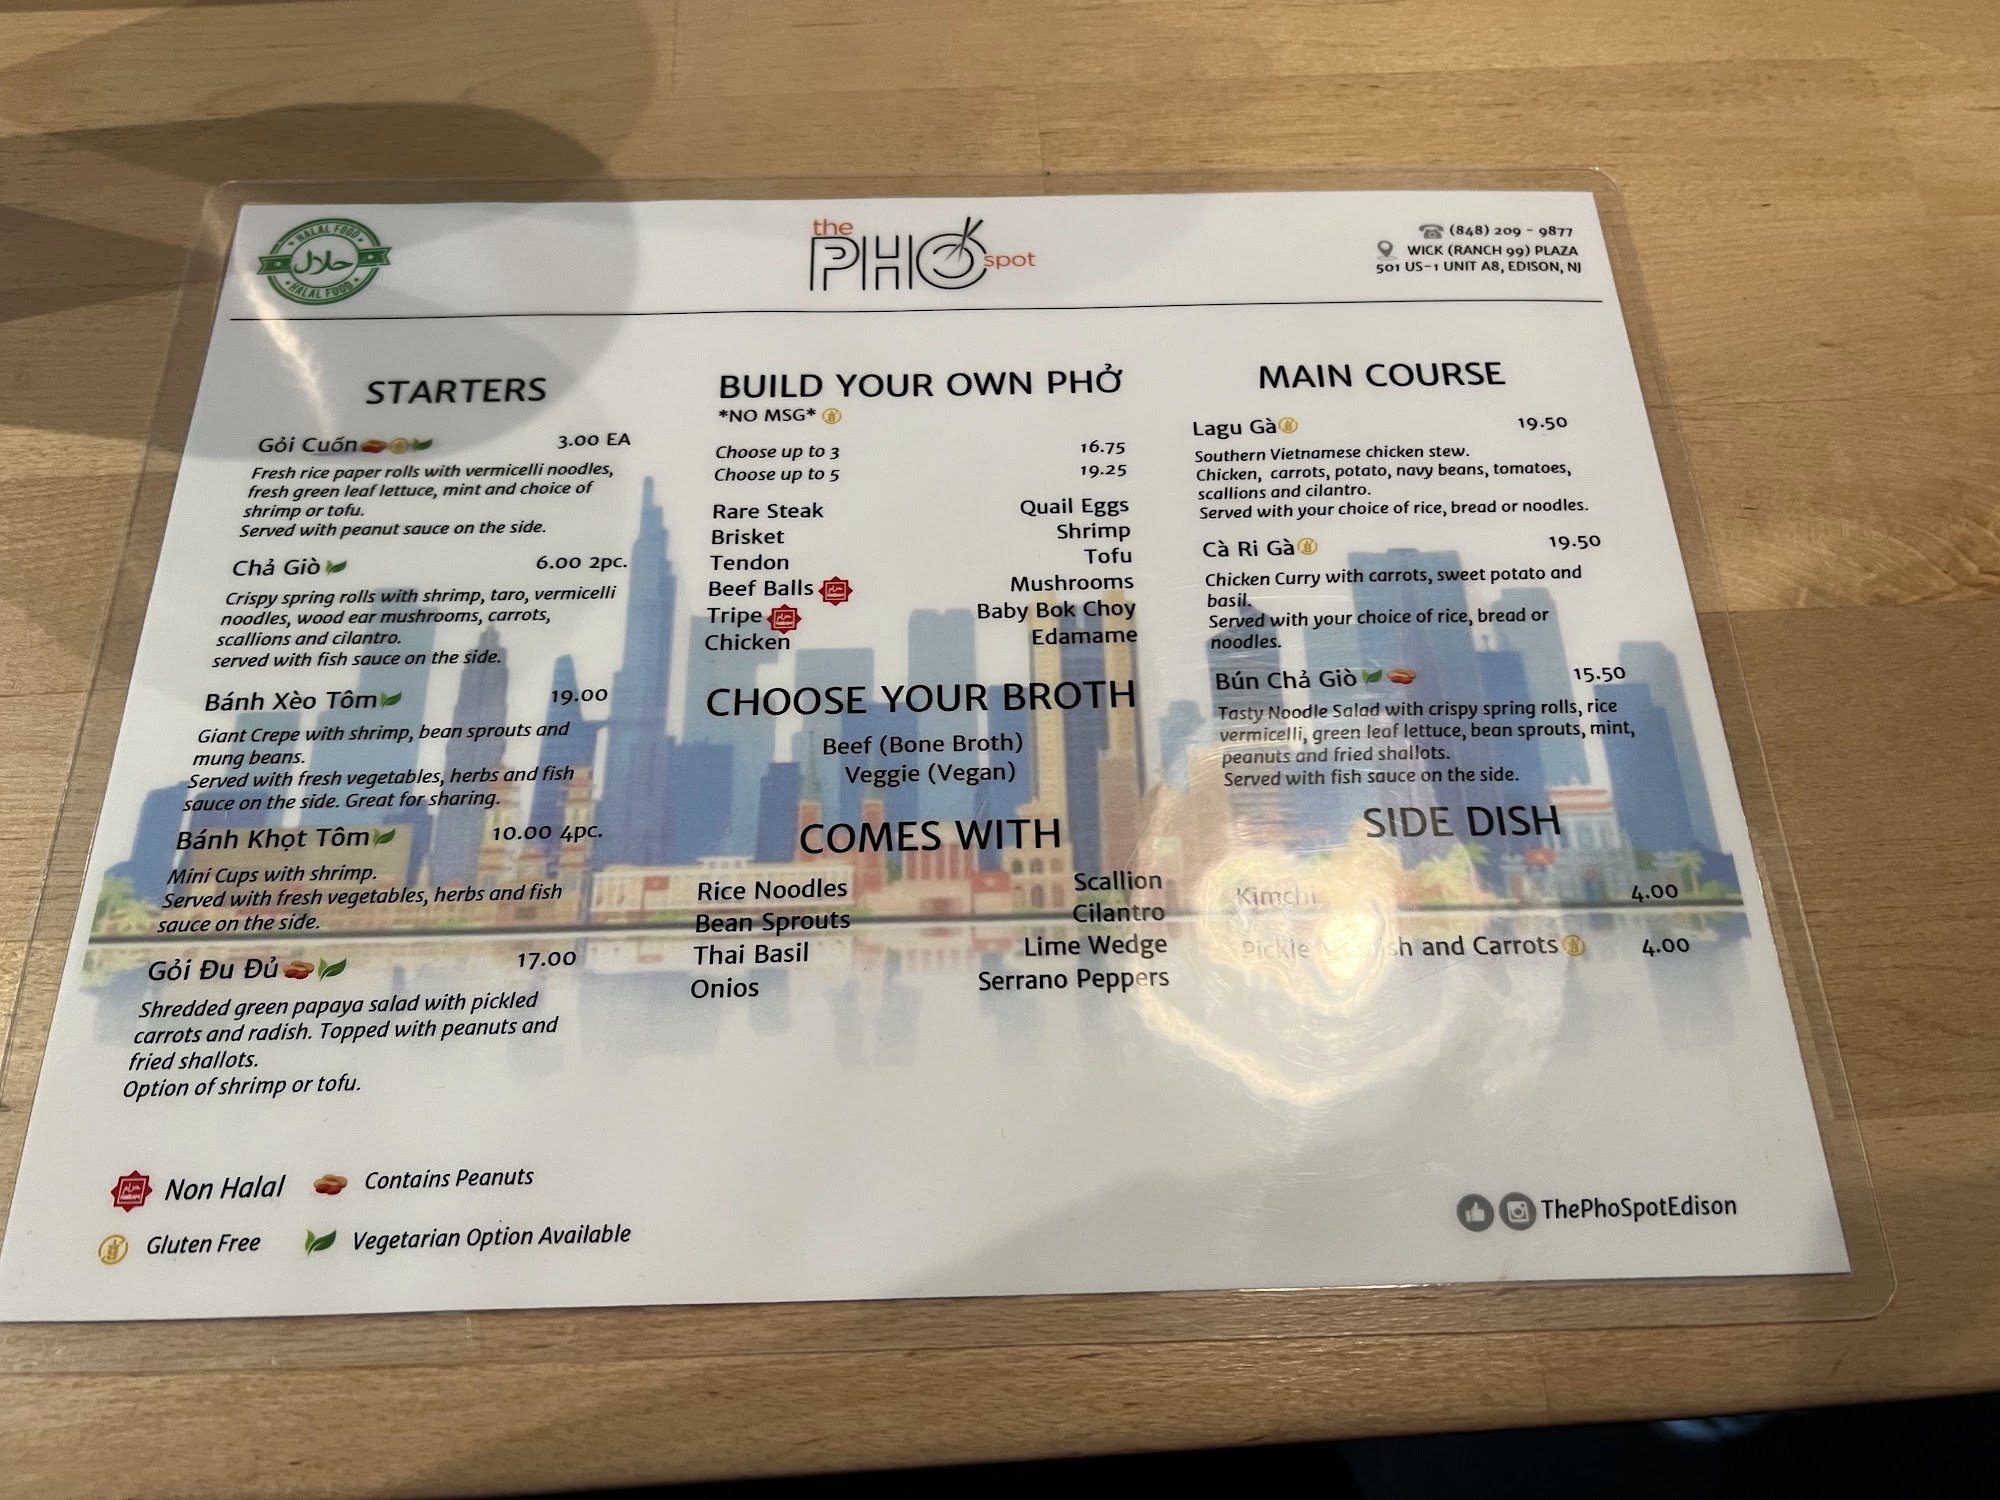 HALAL FOOD
حلال
HALAL FOOD
the
PHO
spot
(848) 209 - 9877
WICK (RANCH 99) PLAZA
501 US-1 UNIT A8, EDISON, NJ
STARTERS
Gỏi Cuốn 3.00 EA
Fresh rice paper rolls with vermicelli noodles,
fresh green leaf lettuce, mint and choice of
shrimp or tofu.
Served with peanut sauce on the side.
Chả Giò 6.00 2pc.
Crispy spring rolls with shrimp, taro, vermicelli
noodles, wood ear mushrooms, carrots,
scallions and cilantro.
served with fish sauce on the side.
Bánh Xèo Tôm 19.00
Giant Crepe with shrimp, bean sprouts and
mung beans.
Served with fresh vegetables, herbs and fish
sauce on the side. Great for sharing.
Bánh Khọt Tôm 10.00 4pc.
Mini Cups with shrimp.
Served with fresh vegetables, herbs and fish
sauce on the side.
Gỏi Đu Đủ 17.00
Shredded green papaya salad with pickled
carrots and radish. Topped with peanuts and
fried shallots.
Option of shrimp or tofu.
BUILD YOUR OWN PHỞ
*NO MSG*
Choose up to 3 16.75
Choose up to 5 19.25
Rare Steak Quail Eggs
Brisket Shrimp
Tendon Tofu
Beef Balls Mushrooms
Tripe Baby Bok Choy
Chicken Edamame
CHOOSE YOUR BROTH
Beef (Bone Broth)
Veggie (Vegan)
COMES WITH
Rice Noodles Scallion
Bean Sprouts Cilantro
Thai Basil Lime Wedge
Onios Serrano Peppers
MAIN COURSE
Lagu Gà 19.50
Southern Vietnamese chicken stew.
Chicken, carrots, potato, navy beans, tomatoes,
scallions and cilantro.
Served with your choice of rice, bread or noodles.
Cà Ri Gà 19.50
Chicken Curry with carrots, sweet potato and
basil.
Served with your choice of rice, bread or
noodles.
Bún Chả Giò 15.50
Tasty Noodle Salad with crispy spring rolls, rice
vermicelli, green leaf lettuce, bean sprouts, mint,
peanuts and fried shallots.
Served with fish sauce on the side.
SIDE DISH
Kimchi 4.00
Pickle and Carrots 4.00
Non Halal Contains Peanuts
Gluten Free Vegetarian Option Available
ThePhoSpotEdison